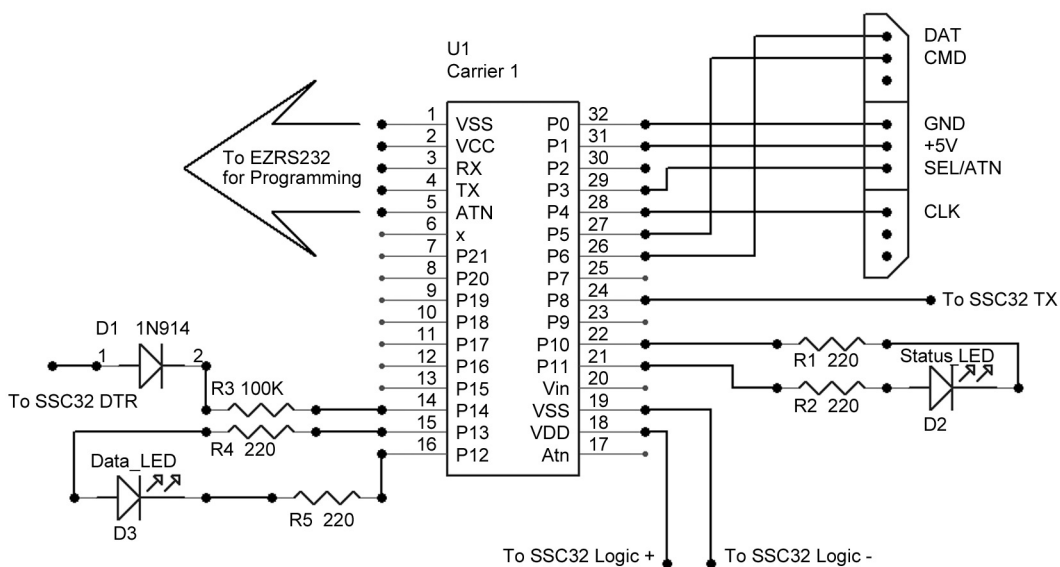 U1
Carrier 1
DAT
CMD
GND
+5V
SEL/ATN
CLK
To EZRS232
for Programming
1 VSS P0 32
2 VCC P1 31
3 RX P2 30
4 TX P3 29
5 ATN P4 28
6 x P5 27
7 P21 P6 26
8 P20 P7 25
9 P19 P8 24
10 P18 P9 23
11 P17 P10 22
12 P16 P11 21
13 P15 Vin 20
14 P14 VSS 19
15 P13 VDD 18
16 P12 Atn 17
To SSC32 TX
R1 220
Status_LED
R2 220
D2
D1 1N914
1 2
To SSC32 DTR
R3 100K
R4 220
Data_LED
D3
R5 220
To SSC32 Logic +
To SSC32 Logic -